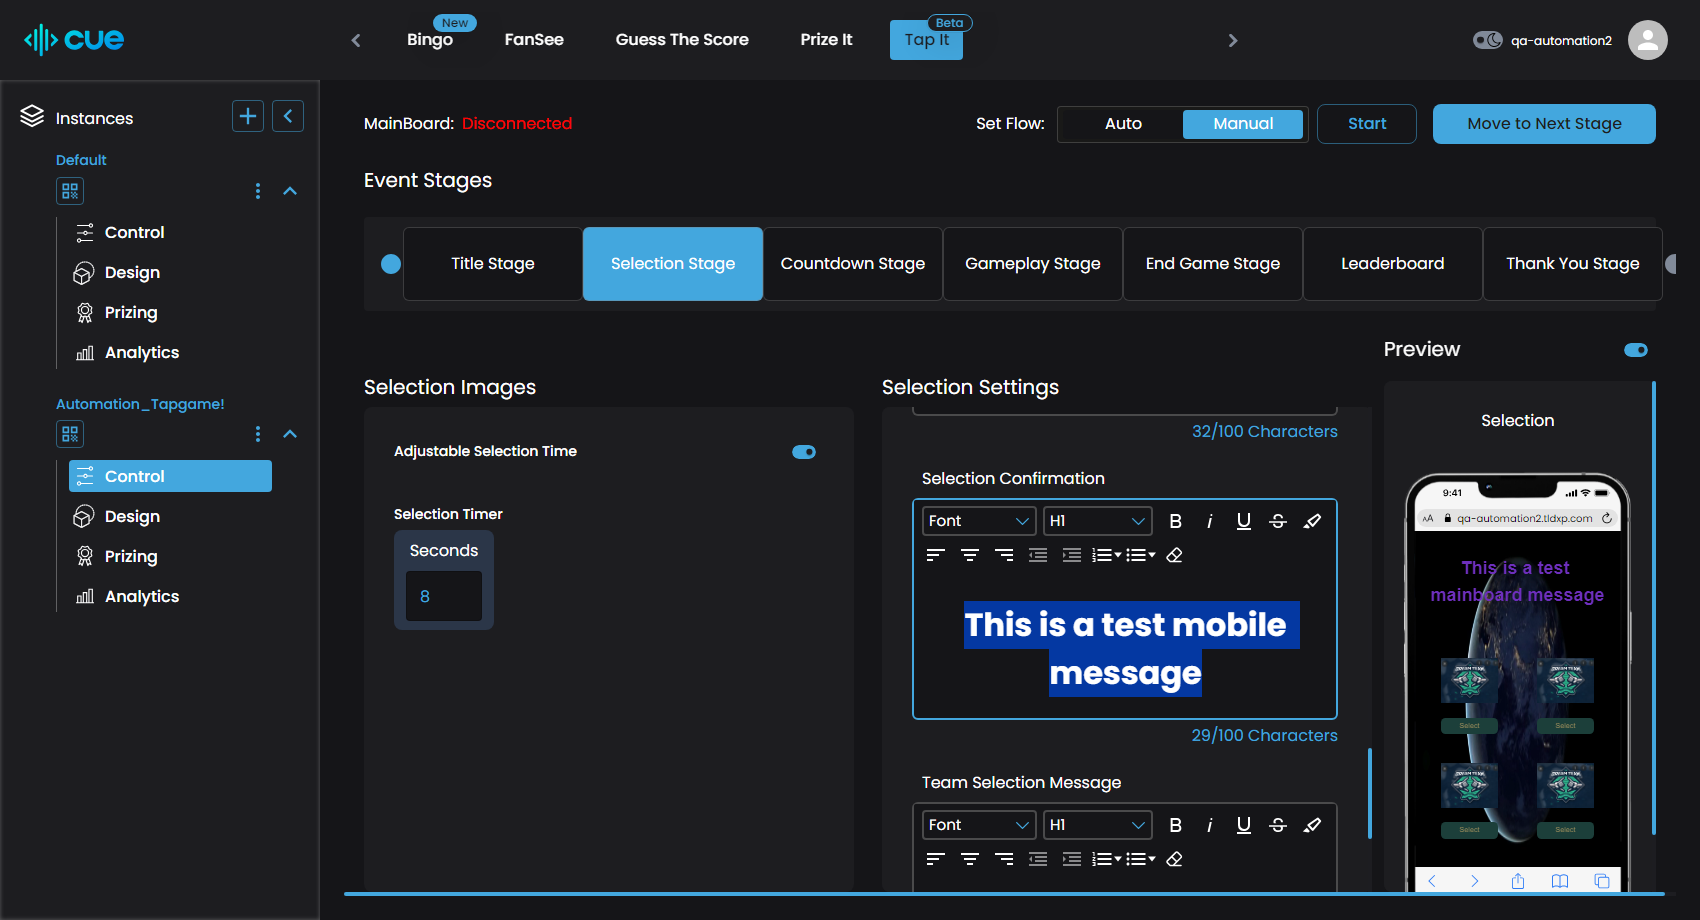 cue
Bingo
New
FanSee
Guess The Score
Prize It
Tap It
Beta
qa-automation2
Instances
Default
Control
Design
Prizing
Analytics
Automation_Tapgame!
Control
Design
Prizing
Analytics
MainBoard: Disconnected
Set Flow:
Auto
Manual
Start
Move to Next Stage
Event Stages
Title Stage
Selection Stage
Countdown Stage
Gameplay Stage
End Game Stage
Leaderboard
Thank You Stage
Selection Images
Adjustable Selection Time
Selection Timer
Seconds
8
Selection Settings
32/100 Characters
Selection Confirmation
Font
H1
B i U S
This is a test mobile
message
29/100 Characters
Team Selection Message
Font
H1
B i U S
Preview
Selection
9:41
AA qa-automation2.tldxp.com
This is a test
mainboard message
Select
Select
Select
Select